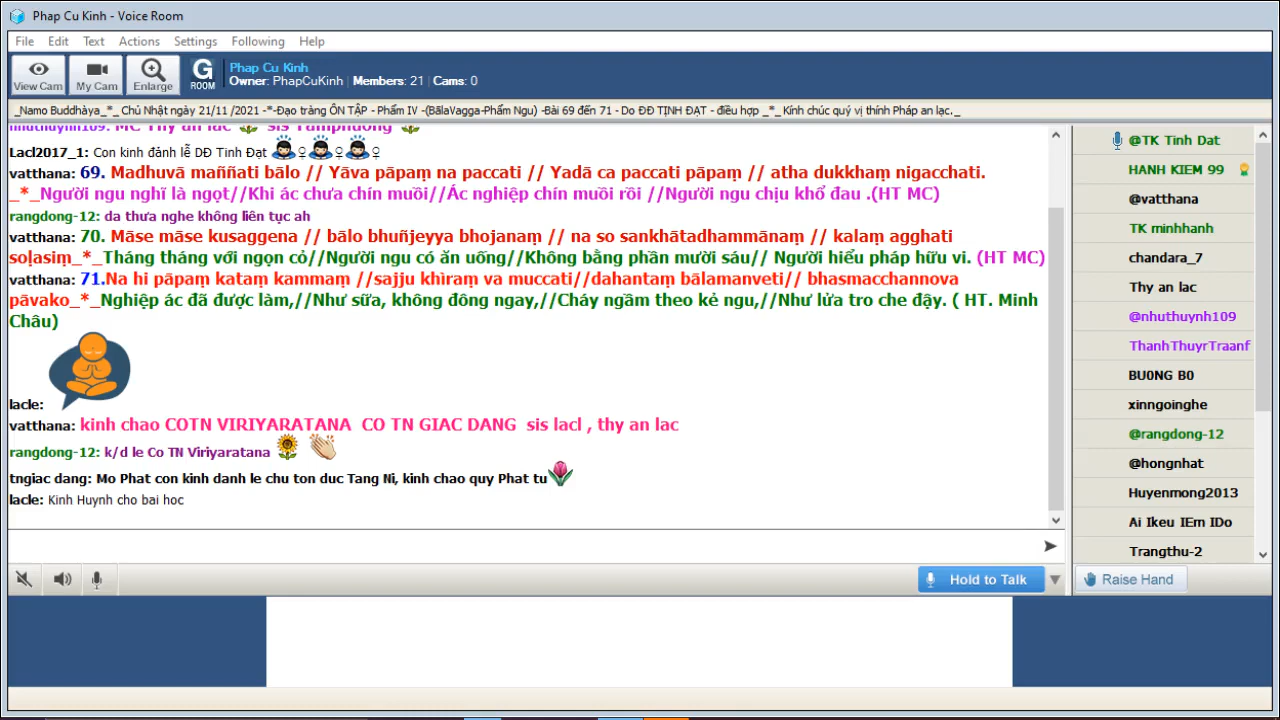 Phap Cu Kinh - Voice Room
File Edit Text Actions Settings Following Help
View Cam My Cam Enlarge G ROOM
Phap Cu Kinh
Owner: PhapCuKinh Members: 21 Cams: 0
_Namo Buddhàya_*_ Chủ Nhật ngày 21/11 /2021 -*-Đạo tràng ÔN TẬP - Phẩm IV -(BālaVagga-Phẩm Ngu) -Bài 69 đến 71 - Do ĐĐ TỊNH ĐẠT - điều hợp _*_Kính chúc quý vị thính Pháp an lạc._
nhuthuynh109: MC Thy an lac sis Tamphuong
Lacl2017_1: Con kinh đảnh lễ DĐ Tinh Đạt
vatthana: 69. Madhuvā maññati bālo // Yāva pāpaṃ na paccati // Yadā ca paccati pāpaṃ // atha dukkhaṃ nigacchati.
_*_Người ngu nghĩ là ngọt//Khi ác chưa chín muồi//Ác nghiệp chín muồi rồi //Người ngu chịu khổ đau .(HT MC)
rangdong-12: da thưa nghe không liên tục ah
vatthana: 70. Māse māse kusaggena // bālo bhuñjeyya bhojanaṃ // na so sankhātadhammānaṃ // kalaṃ agghati
soḷasiṃ_*_Tháng tháng với ngọn cỏ//Người ngu có ăn uống//Không bằng phần mười sáu// Người hiểu pháp hữu vi. (HT MC)
vatthana: 71.Na hi pāpaṃ kataṃ kammaṃ //sajju khìraṃ va muccati//dahantaṃ bālamanveti// bhasmacchannova
pāvako_*_Nghiệp ác đã được làm,//Như sữa, không đông ngay,//Cháy ngầm theo kẻ ngu,//Như lửa tro che đậy. ( HT. Minh
Châu)
lacle:
vatthana: kinh chao COTN VIRIYARATANA CO TN GIAC DANG sis lacl , thy an lac
rangdong-12: k/d le Co TN Viriyaratana
tngiac dang: Mo Phat con kinh danh le chu ton duc Tang Ni, kinh chao quy Phat tu
lacle: Kinh Huynh cho bai hoc
Hold to Talk
@TK Tinh Dat
HANH KIEM 99
@vatthana
TK minhhanh
chandara_7
Thy an lac
@nhuthuynh109
ThanhThuyrTraanf
BU0NG B0
xinngoinghe
@rangdong-12
@hongnhat
Huyenmong2013
Ai Ikeu IEm IDo
Trangthu-2
Raise Hand